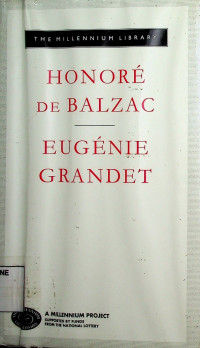 THE MILLENNIUM LIBRARY
HONORÉ
DE BALZAC
EUGÉNIE
GRANDET
NE
A MILLENNIUM PROJECT
SUPPORTED BY FUNDS
FROM THE NATIONAL LOTTERY